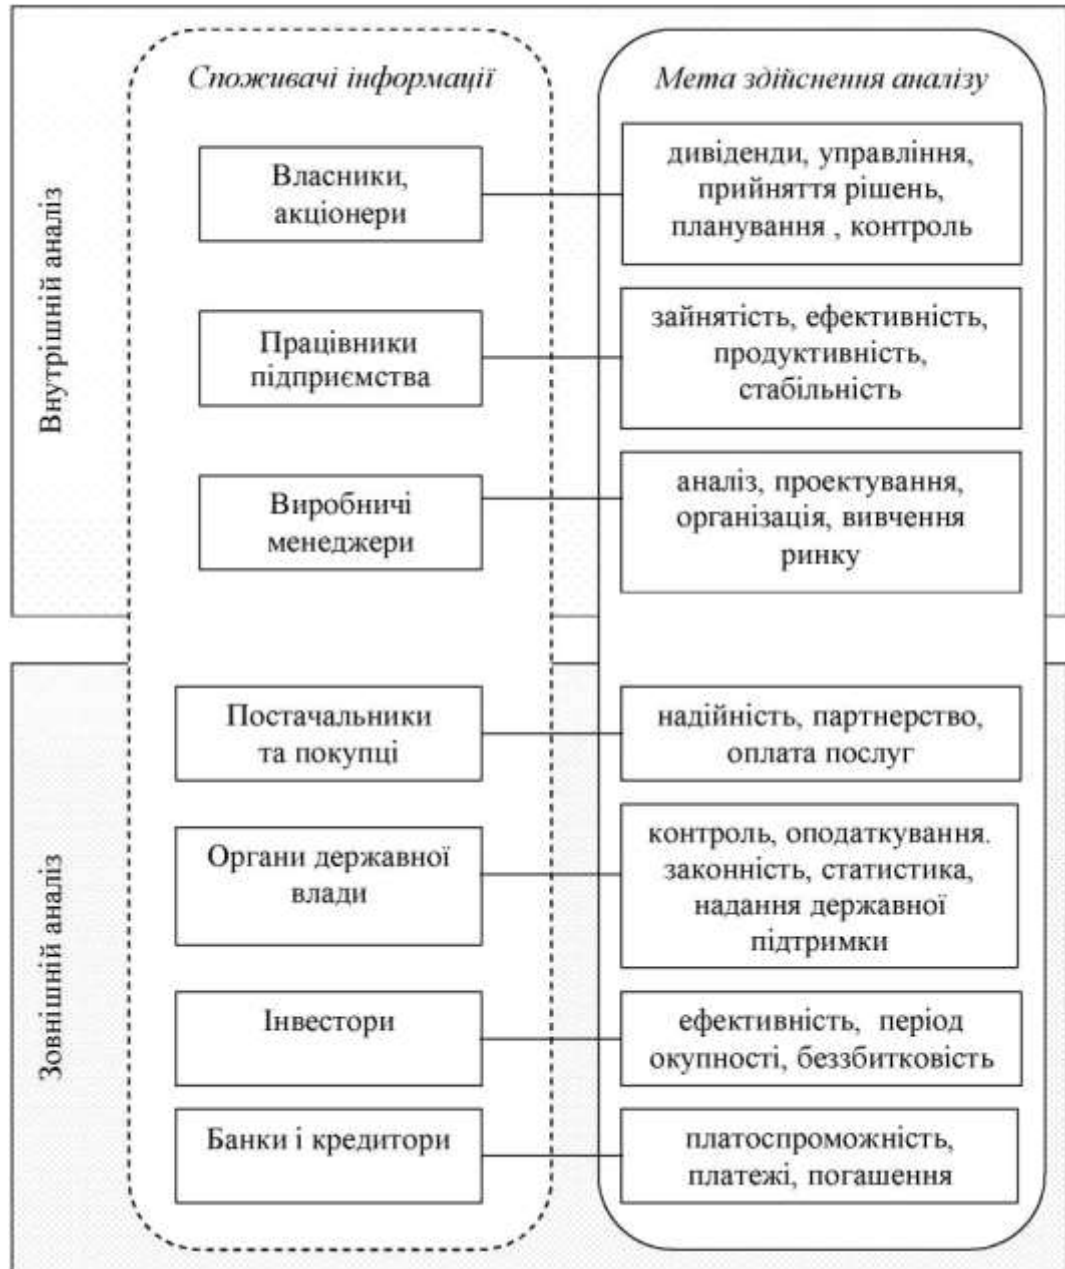 Споживачі інформації
Мета здійснення аналізу
Внутрішній аналіз
Власники,
акціонери
дивіденди, управління,
прийняття рішень,
планування , контроль
Працівники
підприємства
зайнятість, ефективність,
продуктивність,
стабільність
Виробничі
менеджери
аналіз, проектування,
організація, вивчення
ринку
Зовнішній аналіз
Постачальники
та покупці
надійність, партнерство,
оплата послуг
Органи державної
влади
контроль, оподаткування.
законність, статистика,
надання державної
підтримки
Інвестори
ефективність, період
окупності, беззбитковість
Банки і кредитори
платоспроможність,
платежі, погашення